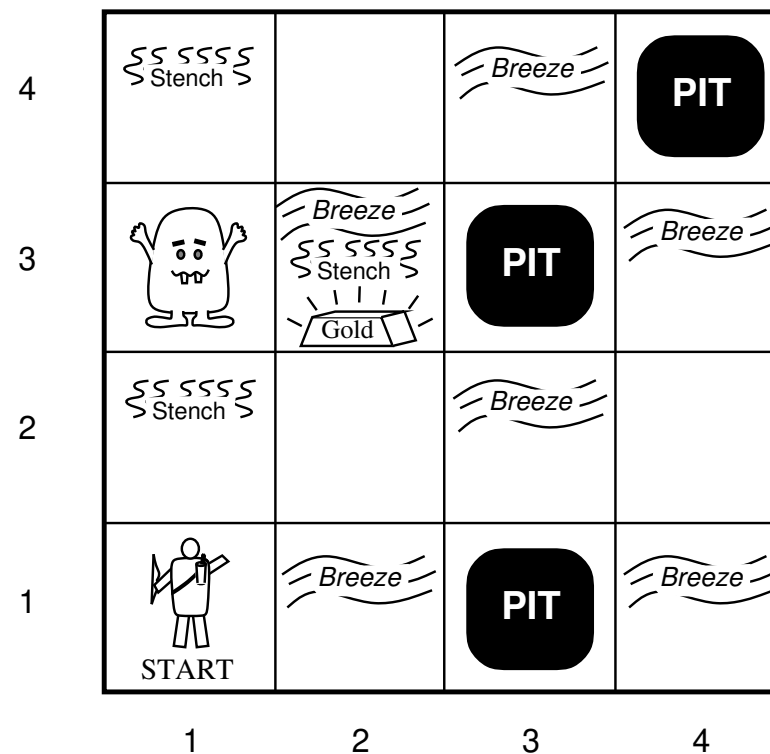 4
Stench
Breeze
PIT
3
Breeze
Stench
Gold
PIT
Breeze
2
Stench
Breeze
1
START
Breeze
PIT
Breeze
1 2 3 4